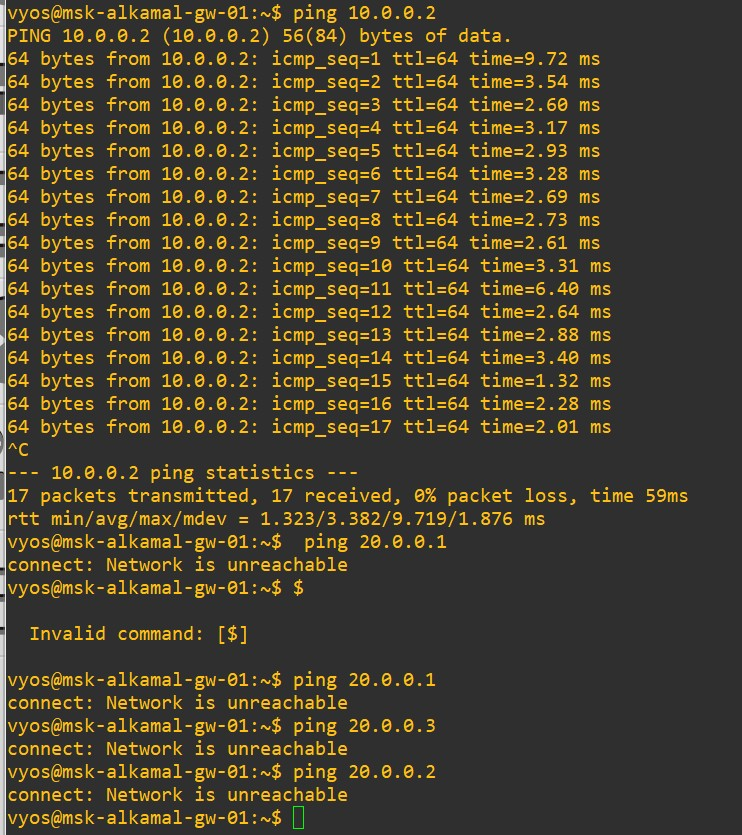 vyos@msk-alkamal-gw-01:~$ ping 10.0.0.2
PING 10.0.0.2 (10.0.0.2) 56(84) bytes of data.
64 bytes from 10.0.0.2: icmp_seq=1 ttl=64 time=9.72 ms
64 bytes from 10.0.0.2: icmp_seq=2 ttl=64 time=3.54 ms
64 bytes from 10.0.0.2: icmp_seq=3 ttl=64 time=2.60 ms
64 bytes from 10.0.0.2: icmp_seq=4 ttl=64 time=3.17 ms
64 bytes from 10.0.0.2: icmp_seq=5 ttl=64 time=2.93 ms
64 bytes from 10.0.0.2: icmp_seq=6 ttl=64 time=3.28 ms
64 bytes from 10.0.0.2: icmp_seq=7 ttl=64 time=2.69 ms
64 bytes from 10.0.0.2: icmp_seq=8 ttl=64 time=2.73 ms
64 bytes from 10.0.0.2: icmp_seq=9 ttl=64 time=2.61 ms
64 bytes from 10.0.0.2: icmp_seq=10 ttl=64 time=3.31 ms
64 bytes from 10.0.0.2: icmp_seq=11 ttl=64 time=6.40 ms
64 bytes from 10.0.0.2: icmp_seq=12 ttl=64 time=2.64 ms
64 bytes from 10.0.0.2: icmp_seq=13 ttl=64 time=2.88 ms
64 bytes from 10.0.0.2: icmp_seq=14 ttl=64 time=3.40 ms
64 bytes from 10.0.0.2: icmp_seq=15 ttl=64 time=1.32 ms
64 bytes from 10.0.0.2: icmp_seq=16 ttl=64 time=2.28 ms
64 bytes from 10.0.0.2: icmp_seq=17 ttl=64 time=2.01 ms
^C
--- 10.0.0.2 ping statistics ---
17 packets transmitted, 17 received, 0% packet loss, time 59ms
rtt min/avg/max/mdev = 1.323/3.382/9.719/1.876 ms
vyos@msk-alkamal-gw-01:~$  ping 20.0.0.1
connect: Network is unreachable
vyos@msk-alkamal-gw-01:~$ $
Invalid command: [$]
vyos@msk-alkamal-gw-01:~$ ping 20.0.0.1
connect: Network is unreachable
vyos@msk-alkamal-gw-01:~$ ping 20.0.0.3
connect: Network is unreachable
vyos@msk-alkamal-gw-01:~$ ping 20.0.0.2
connect: Network is unreachable
vyos@msk-alkamal-gw-01:~$